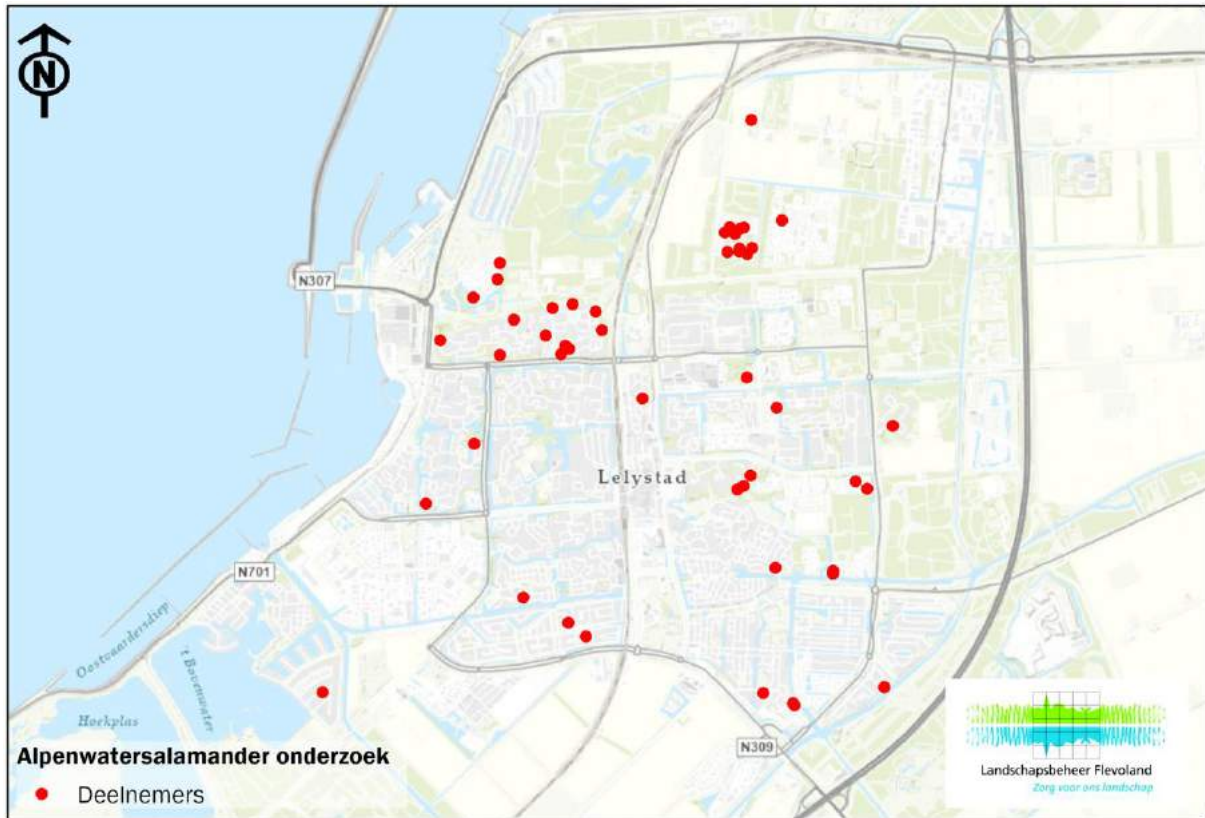 N
N307
Lelystad
N701
Oostvaardersdiep
't Bovenwater
Hoekplas
N309
Alpenwatersalamander onderzoek
Deelnemers
Landschapsbeheer Flevoland
Zorg voor ons landschap